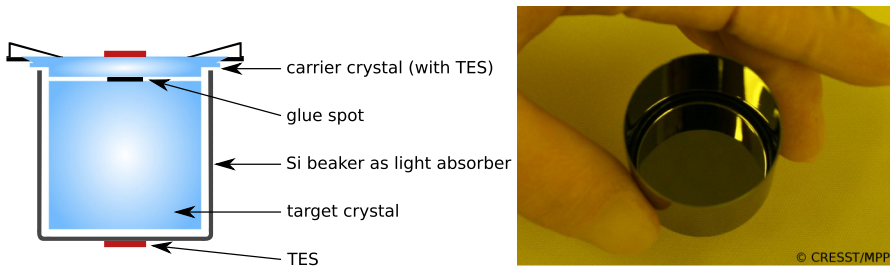 carrier crystal (with TES)
glue spot
Si beaker as light absorber
target crystal
TES
© CRESST/MPP